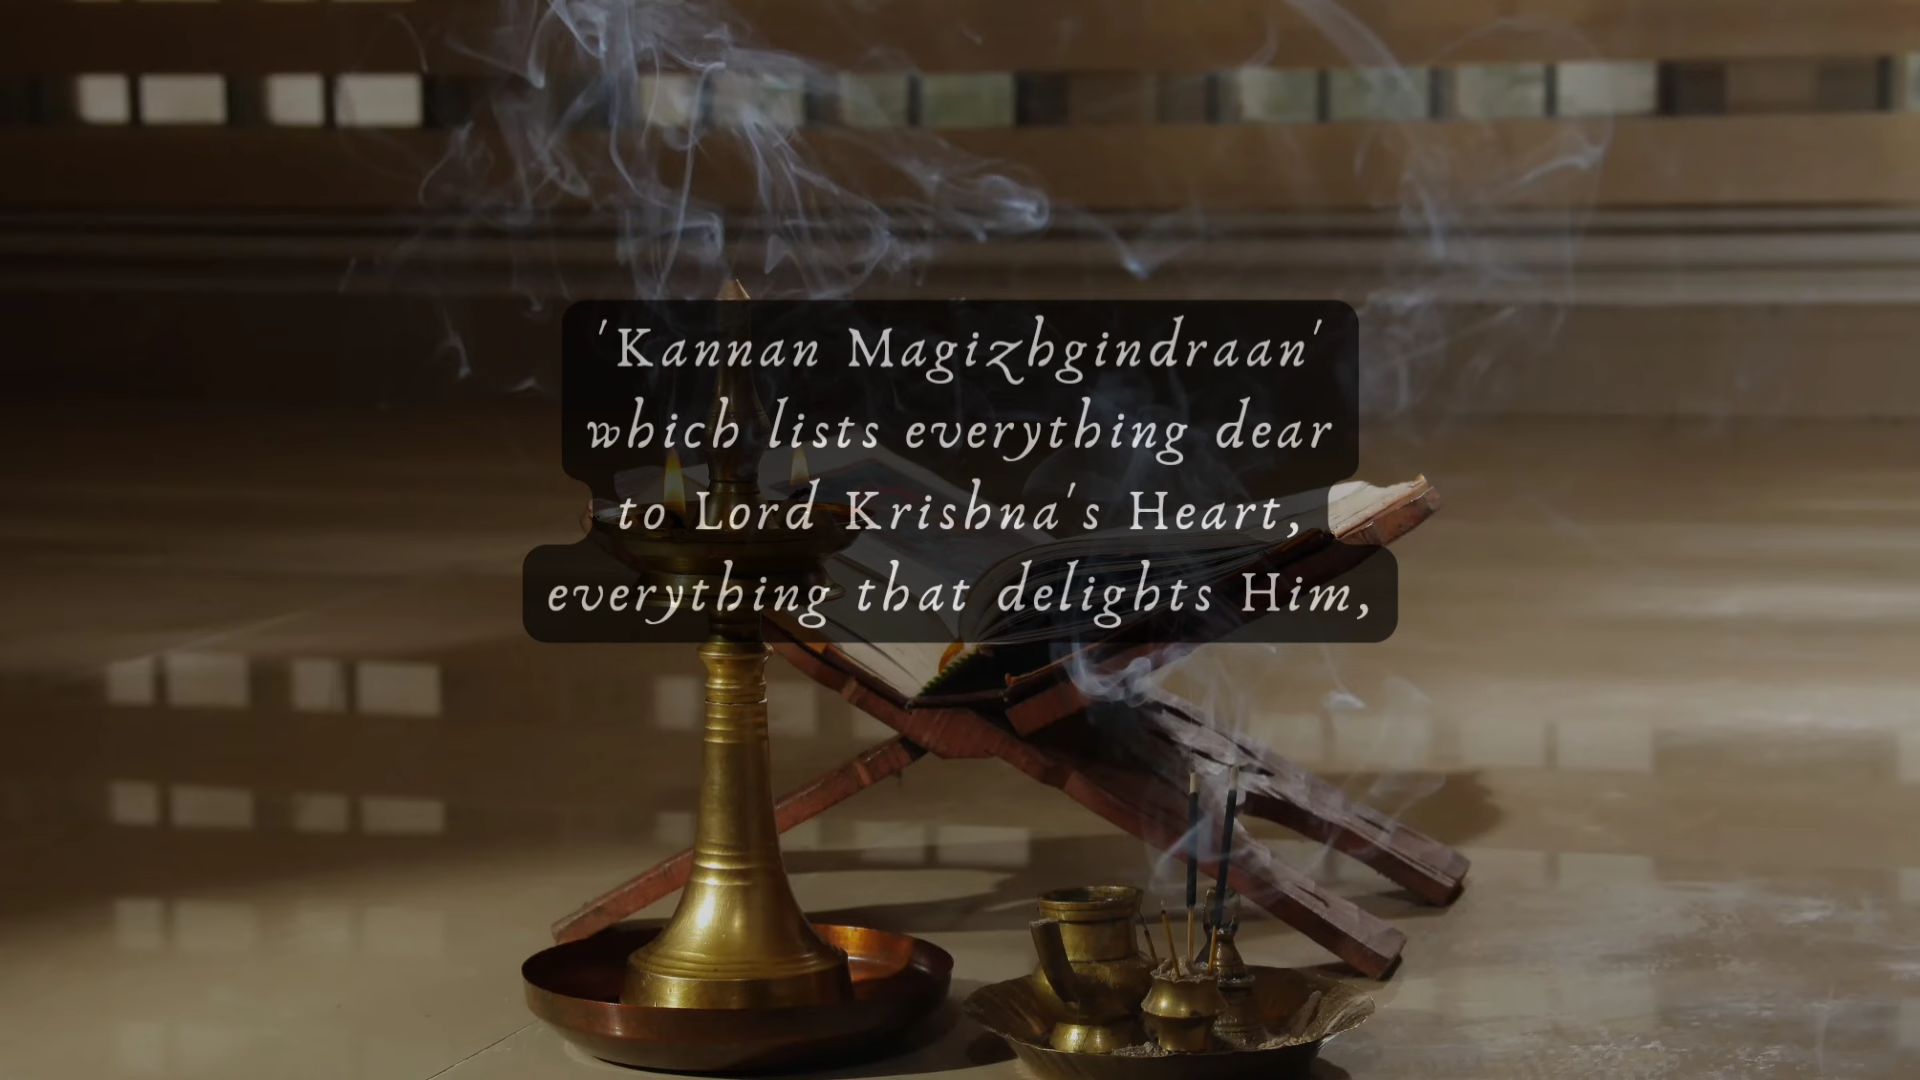 'Kannan Magizhgindraan'
which lists everything dear
to Lord Krishna's Heart,
everything that delights Him,